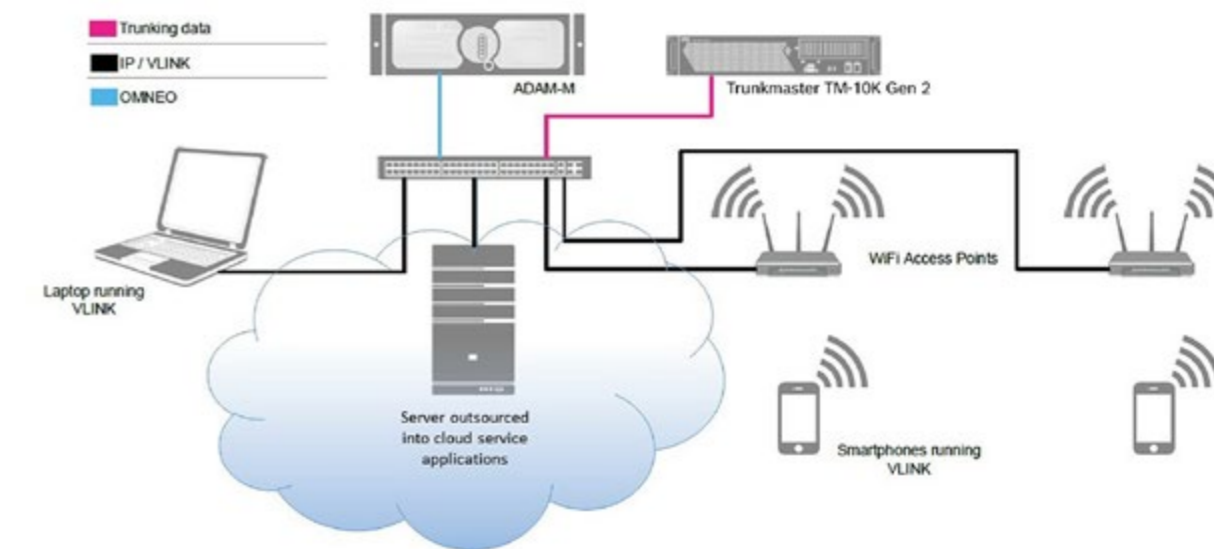 Trunking data
IP / VLINK
OMNEO
ADAM-M
Trunkmaster TM-10K Gen 2
Laptop running
VLINK
WiFi Access Points
Server outsourced
into cloud service
applications
Smartphones running
VLINK